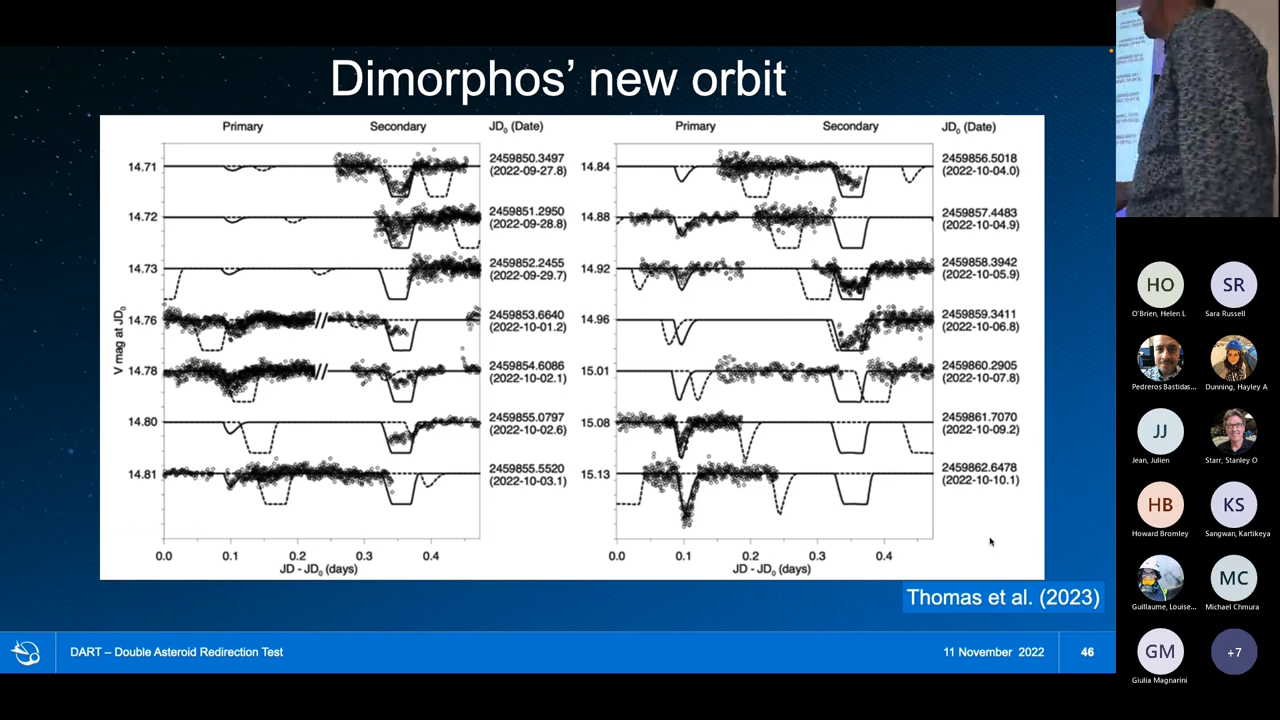 Dimorphos' new orbit
Primary
Secondary
JD₀ (Date)
14.71
2459850.3497
(2022-09-27.8)
14.72
2459851.2950
(2022-09-28.8)
14.73
2459852.2455
(2022-09-29.7)
14.76
2459853.6640
(2022-10-01.2)
14.78
2459854.6086
(2022-10-02.1)
14.80
2459855.0797
(2022-10-02.6)
14.81
2459855.5520
(2022-10-03.1)
V mag at JD₀
0.0
0.1
0.2
0.3
0.4
JD - JD₀ (days)
Primary
Secondary
JD₀ (Date)
14.84
2459856.5018
(2022-10-04.0)
14.88
2459857.4483
(2022-10-04.9)
14.92
2459858.3942
(2022-10-05.9)
14.96
2459859.3411
(2022-10-06.8)
15.01
2459860.2905
(2022-10-07.8)
15.08
2459861.7070
(2022-10-09.2)
15.13
2459862.6478
(2022-10-10.1)
0.0
0.1
0.2
0.3
0.4
JD - JD₀ (days)
Thomas et al. (2023)
DART – Double Asteroid Redirection Test
11 November 2022
46
HO
O'Brien, Helen L
SR
Sara Russell
Pedreros Bastidas...
Dunning, Hayley A
JJ
Jean, Julien
Starr, Stanley O
HB
Howard Bromley
KS
Sangwan, Kartikeya
Guillaume, Louise...
MC
Michael Chmura
GM
Giulia Magnarini
+7